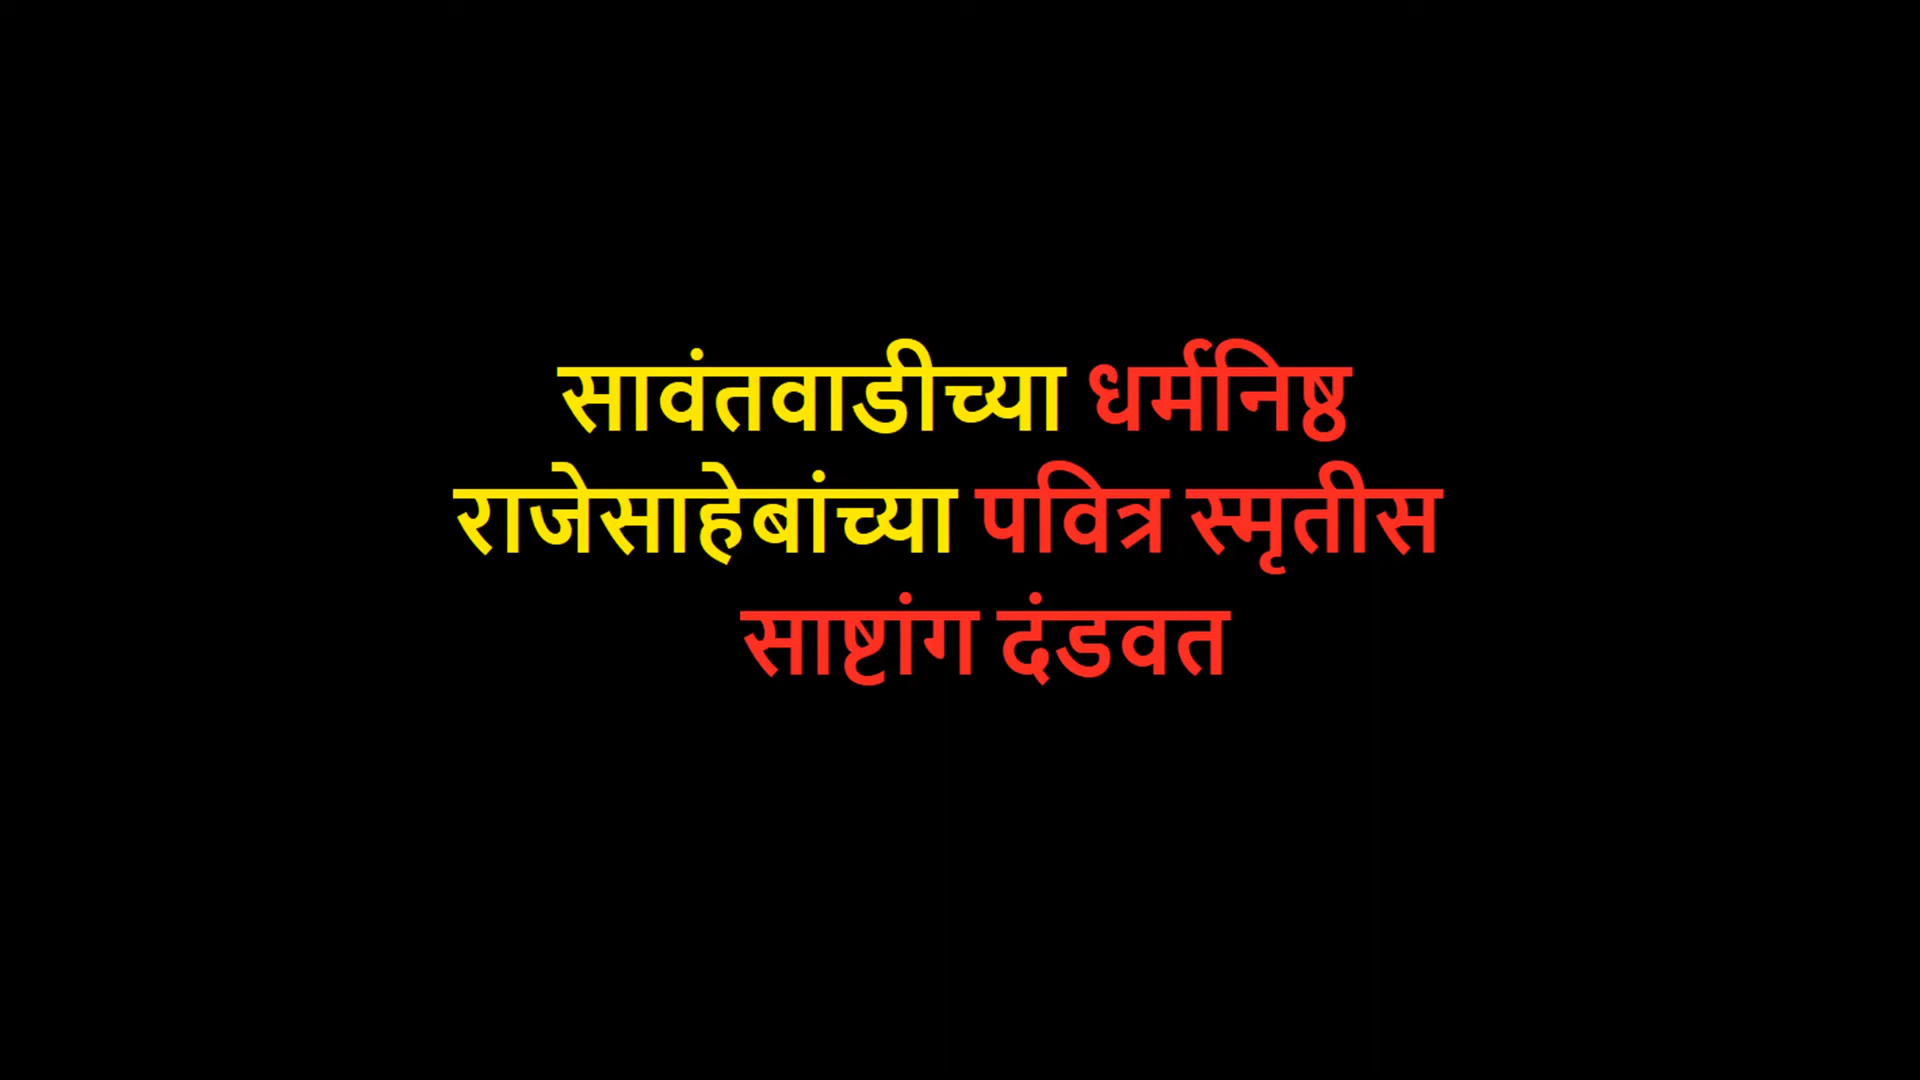 सावंतवाडीच्या धर्मनिष्ठ
राजेसाहेबांच्या पवित्र स्मृतीस
साष्टांग दंडवत